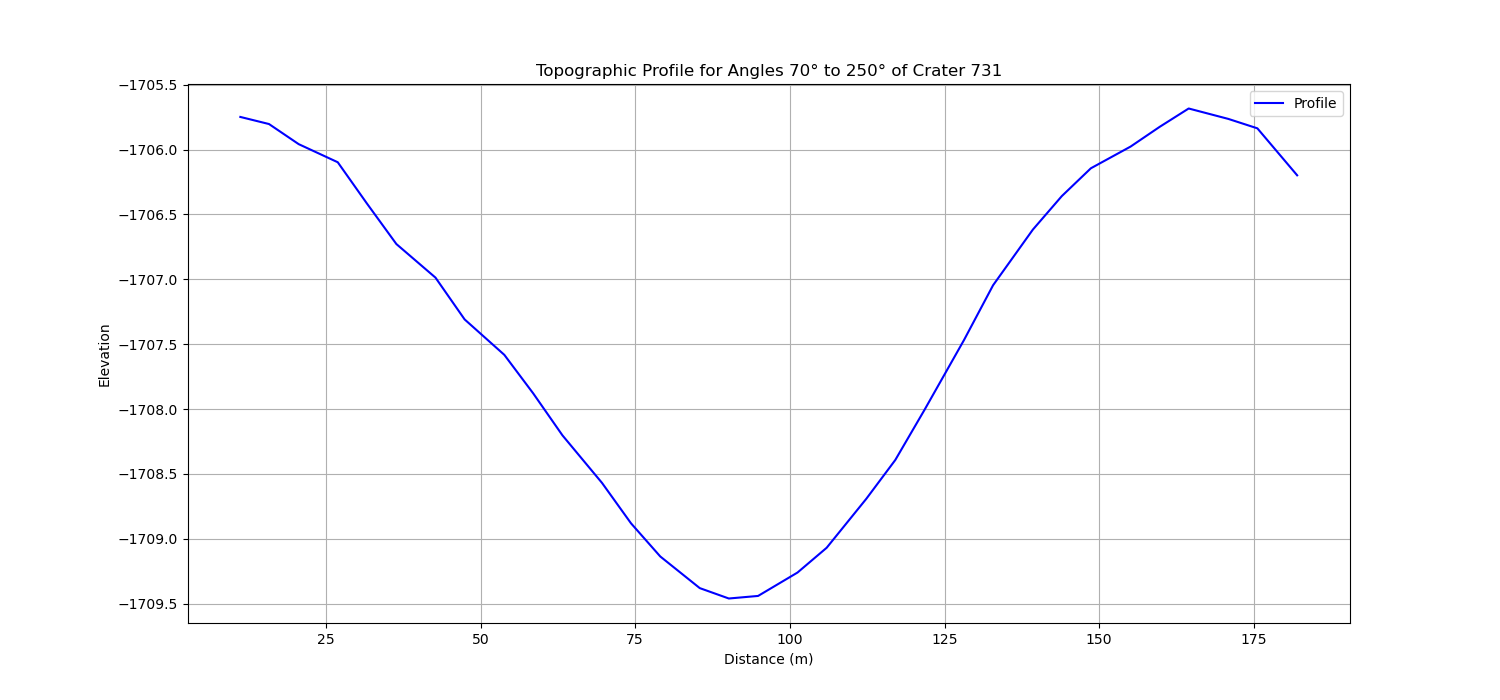 Topographic Profile for Angles 70° to 250° of Crater 731
Profile
−1705.5
−1706.0
−1706.5
−1707.0
−1707.5
−1708.0
−1708.5
−1709.0
−1709.5
Elevation
25 50 75 100 125 150 175
Distance (m)